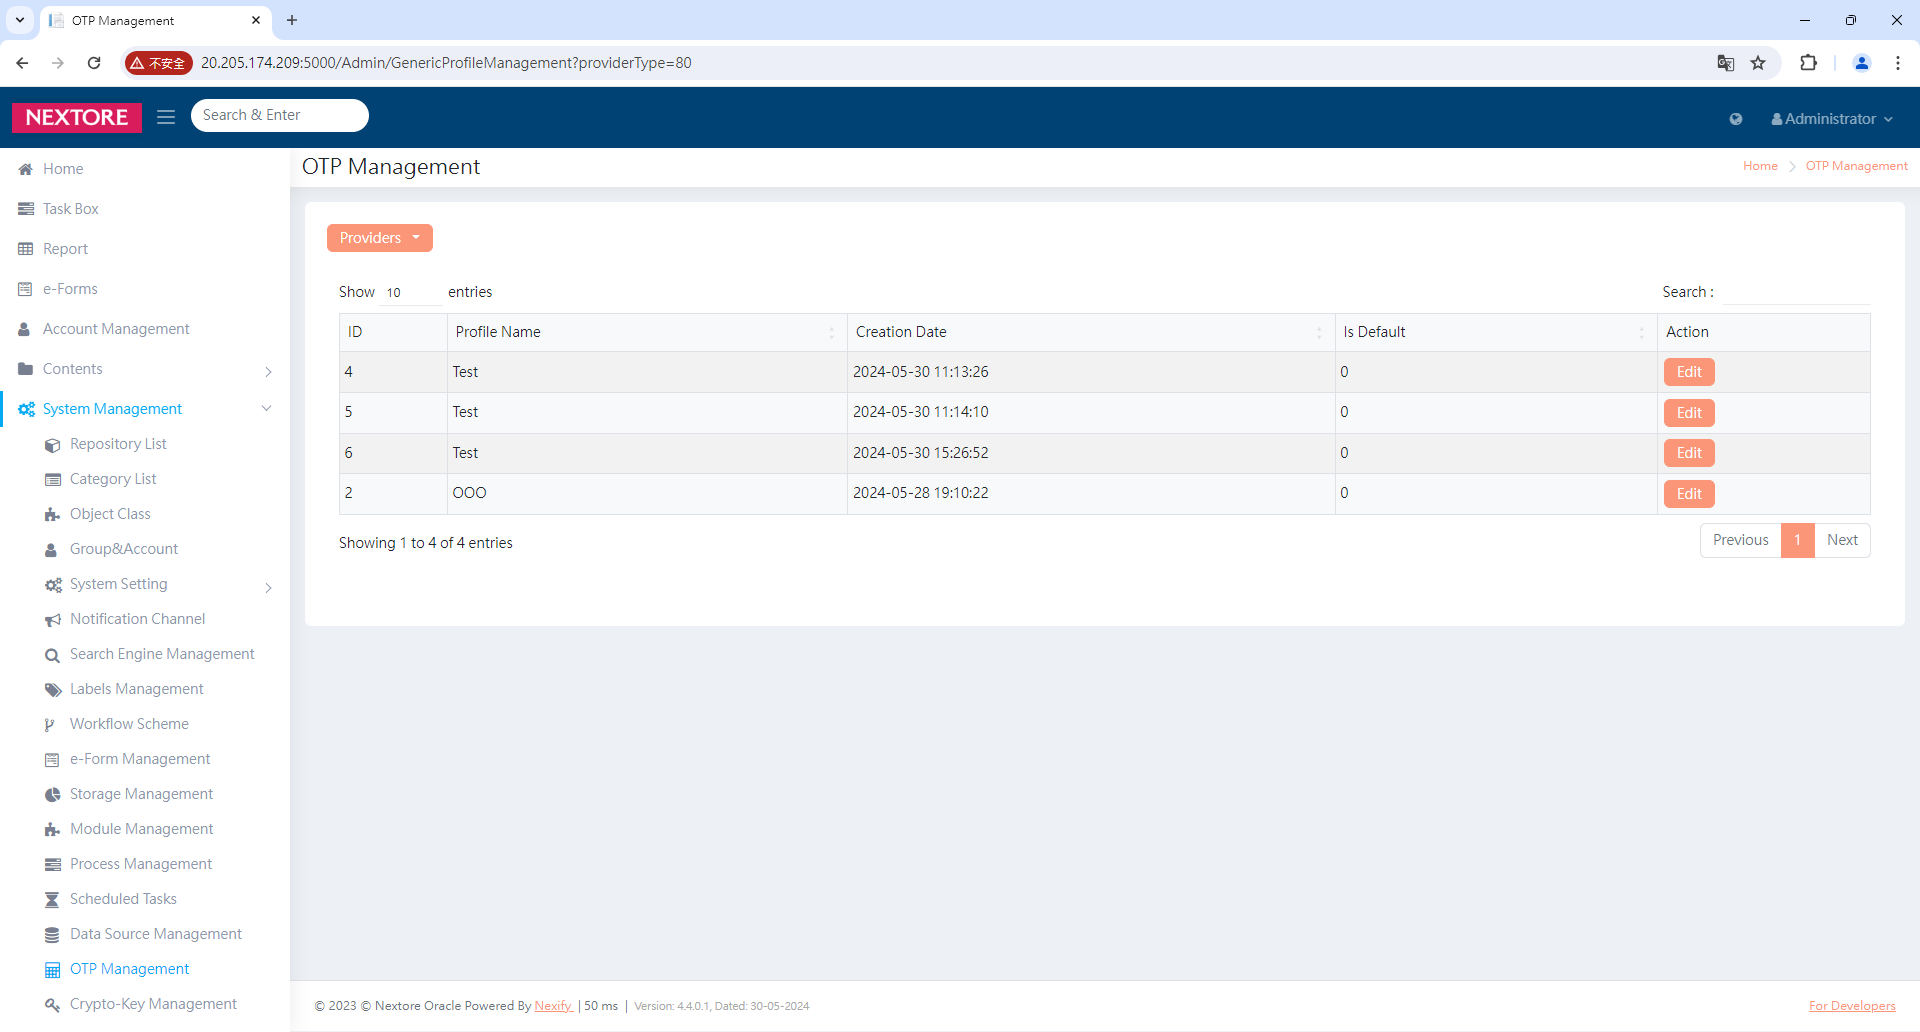 OTP Management
不安全
20.205.174.209:5000/Admin/GenericProfileManagement?providerType=80
NEXTORE
Search & Enter
Administrator
Home
Task Box
Report
e-Forms
Account Management
Contents
System Management
Repository List
Category List
Object Class
Group&Account
System Setting
Notification Channel
Search Engine Management
Labels Management
Workflow Scheme
e-Form Management
Storage Management
Module Management
Process Management
Scheduled Tasks
Data Source Management
OTP Management
Crypto-Key Management
OTP Management
Home OTP Management
Providers
Show 10 entries
Search :
ID Profile Name Creation Date Is Default Action
4 Test 2024-05-30 11:13:26 0 Edit
5 Test 2024-05-30 11:14:10 0 Edit
6 Test 2024-05-30 15:26:52 0 Edit
2 OOO 2024-05-28 19:10:22 0 Edit
Showing 1 to 4 of 4 entries
Previous 1 Next
© 2023 © Nextore Oracle Powered By Nexify | 50 ms | Version: 4.4.0.1, Dated: 30-05-2024
For Developers